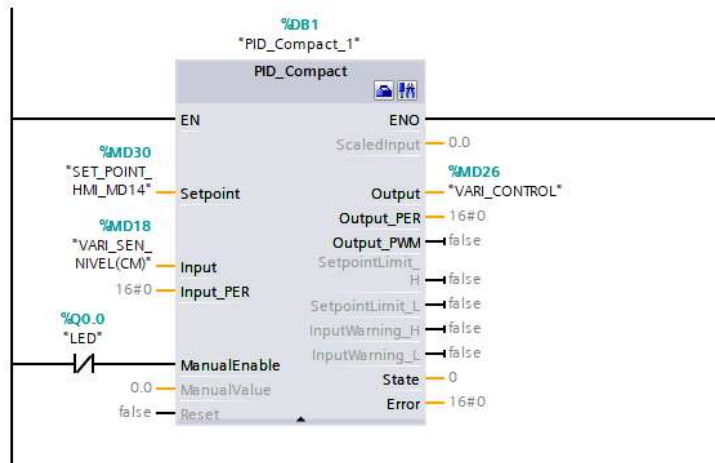 %DB1
"PID_Compact_1"
PID_Compact
EN
ENO
ScaledInput
0.0
%MD30
"SET_POINT_
HMI_MD14"
Setpoint
%MD26
Output
"VARI_CONTROL"
Output_PER
16#0
%MD18
"VARI_SEN_
NIVEL(CM)"
Input
Output_PWM
false
SetpointLimit_
H
false
16#0
Input_PER
SetpointLimit_L
false
%Q0.0
"LED"
InputWarning_H
false
InputWarning_L
false
ManualEnable
State
0
0.0
ManualValue
Error
16#0
false
Reset